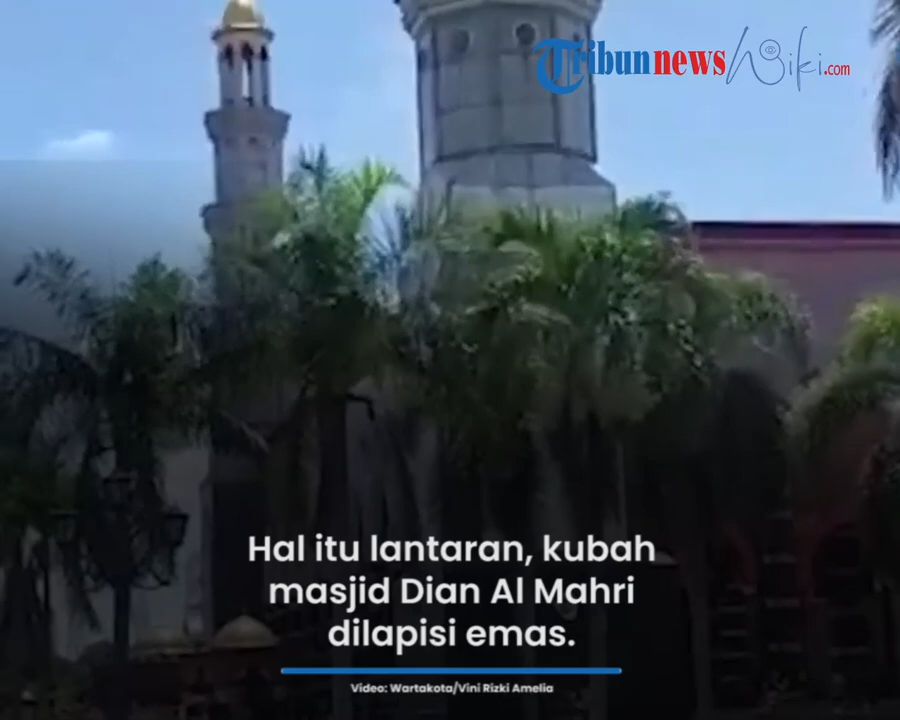 TribunnewsWiki.com
Hal itu lantaran, kubah
masjid Dian Al Mahri
dilapisi emas.
Video: Wartakota/Vini Rizki Amelia